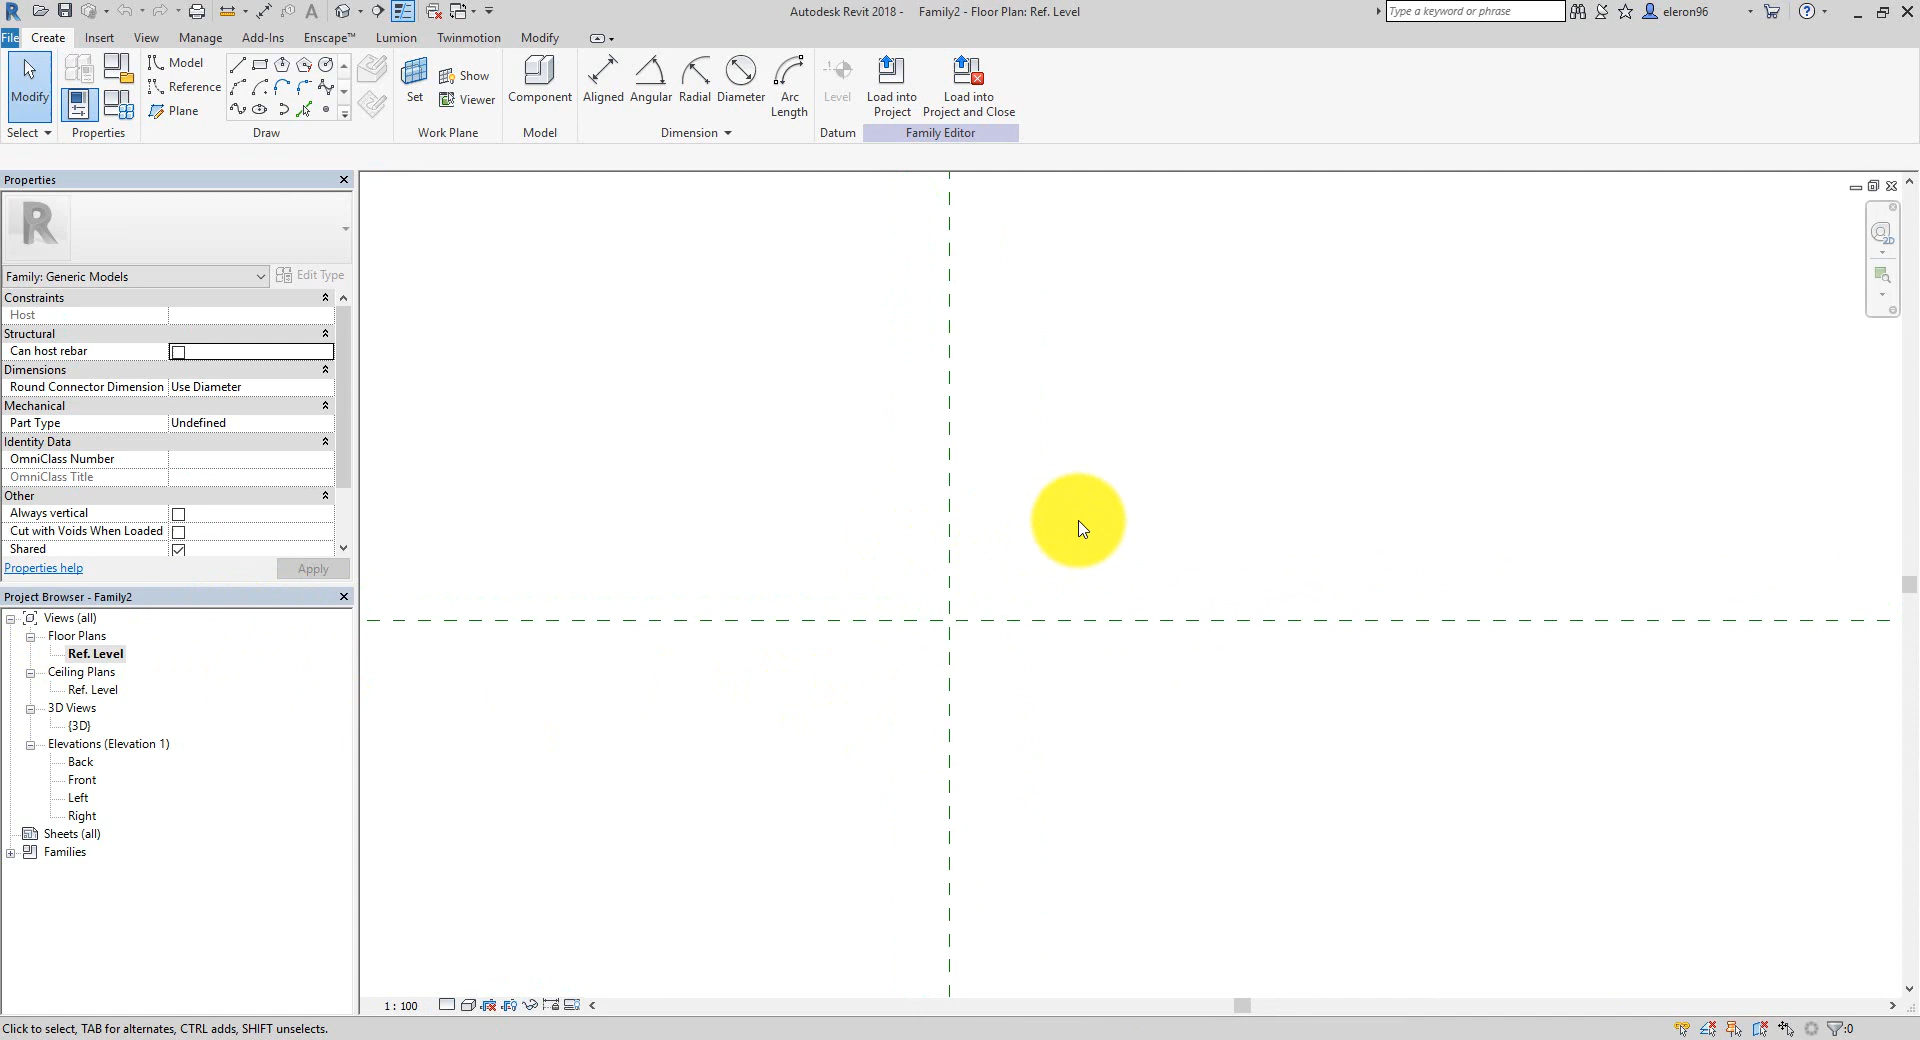 Autodesk Revit 2018 - Family2 - Floor Plan: Ref. Level
Type a keyword or phrase
eleron96
File Create Insert View Manage Add-Ins Enscape™ Lumion Twinmotion Modify
Modify
Select
Properties
Model
Reference
Plane
Draw
Set
Show
Viewer
Work Plane
Component
Model
Aligned Angular Radial Diameter Arc Length
Dimension
Level
Datum
Load into Project
Load into Project and Close
Family Editor
Properties
R
Family: Generic Models
Edit Type
Constraints
Host
Structural
Can host rebar
Dimensions
Round Connector Dimension Use Diameter
Mechanical
Part Type Undefined
Identity Data
OmniClass Number
OmniClass Title
Other
Always vertical
Cut with Voids When Loaded
Shared
Properties help
Apply
Project Browser - Family2
Views (all)
Floor Plans
Ref. Level
Ceiling Plans
Ref. Level
3D Views
{3D}
Elevations (Elevation 1)
Back
Front
Left
Right
Sheets (all)
Families
2D
1 : 100
Click to select, TAB for alternates, CTRL adds, SHIFT unselects.
:0